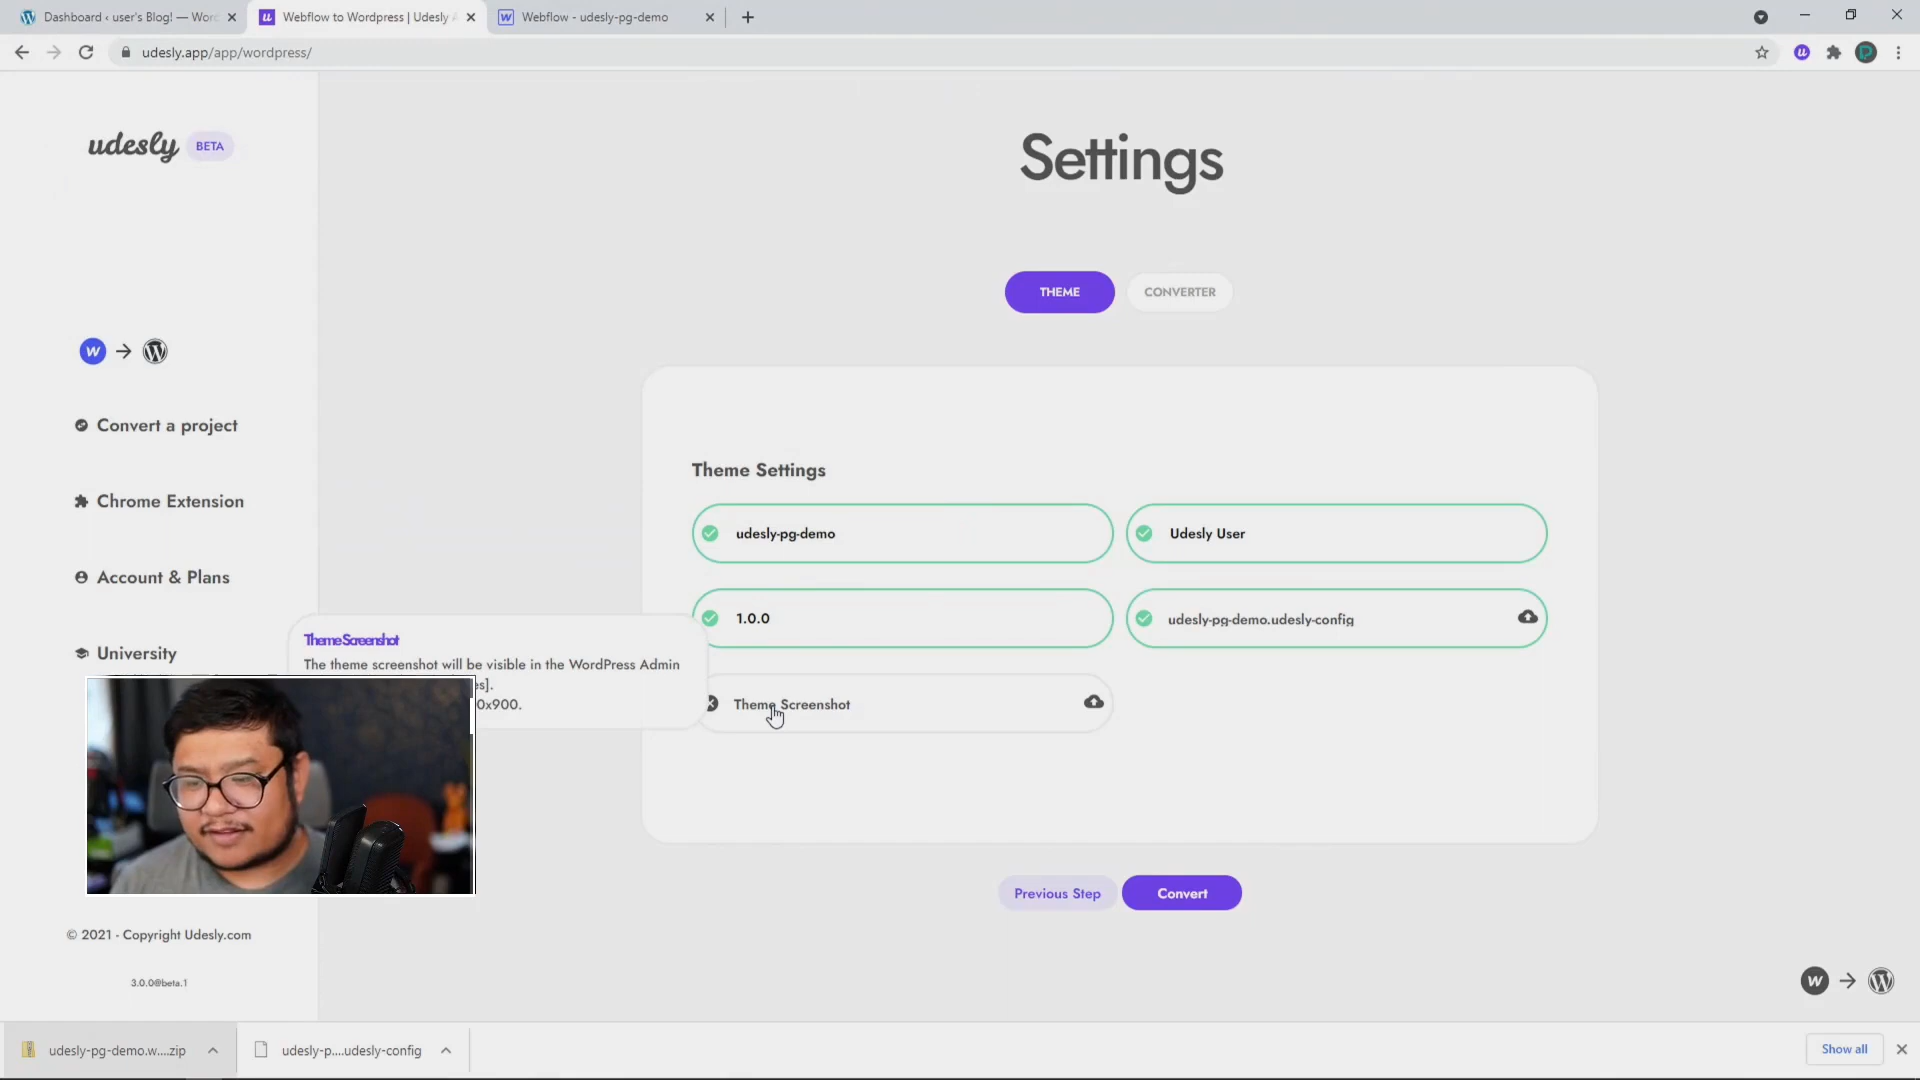 Dashboard ‹ user's Blog! — Wor
Webflow to Wordpress | Udesly
Webflow - udesly-pg-demo
udesly.app/app/wordpress/
udesly BETA
Settings
THEME
CONVERTER
Convert a project
Chrome Extension
Account & Plans
University
Theme Settings
udesly-pg-demo
Udesly User
1.0.0
udesly-pg-demo.udesly-config
Theme Screenshot
The theme screenshot will be visible in the WordPress Admin
es].
0x900.
Theme Screenshot
Previous Step
Convert
© 2021 - Copyright Udesly.com
3.0.0@beta.1
udesly-pg-demo.w....zip
udesly-p....udesly-config
Show all